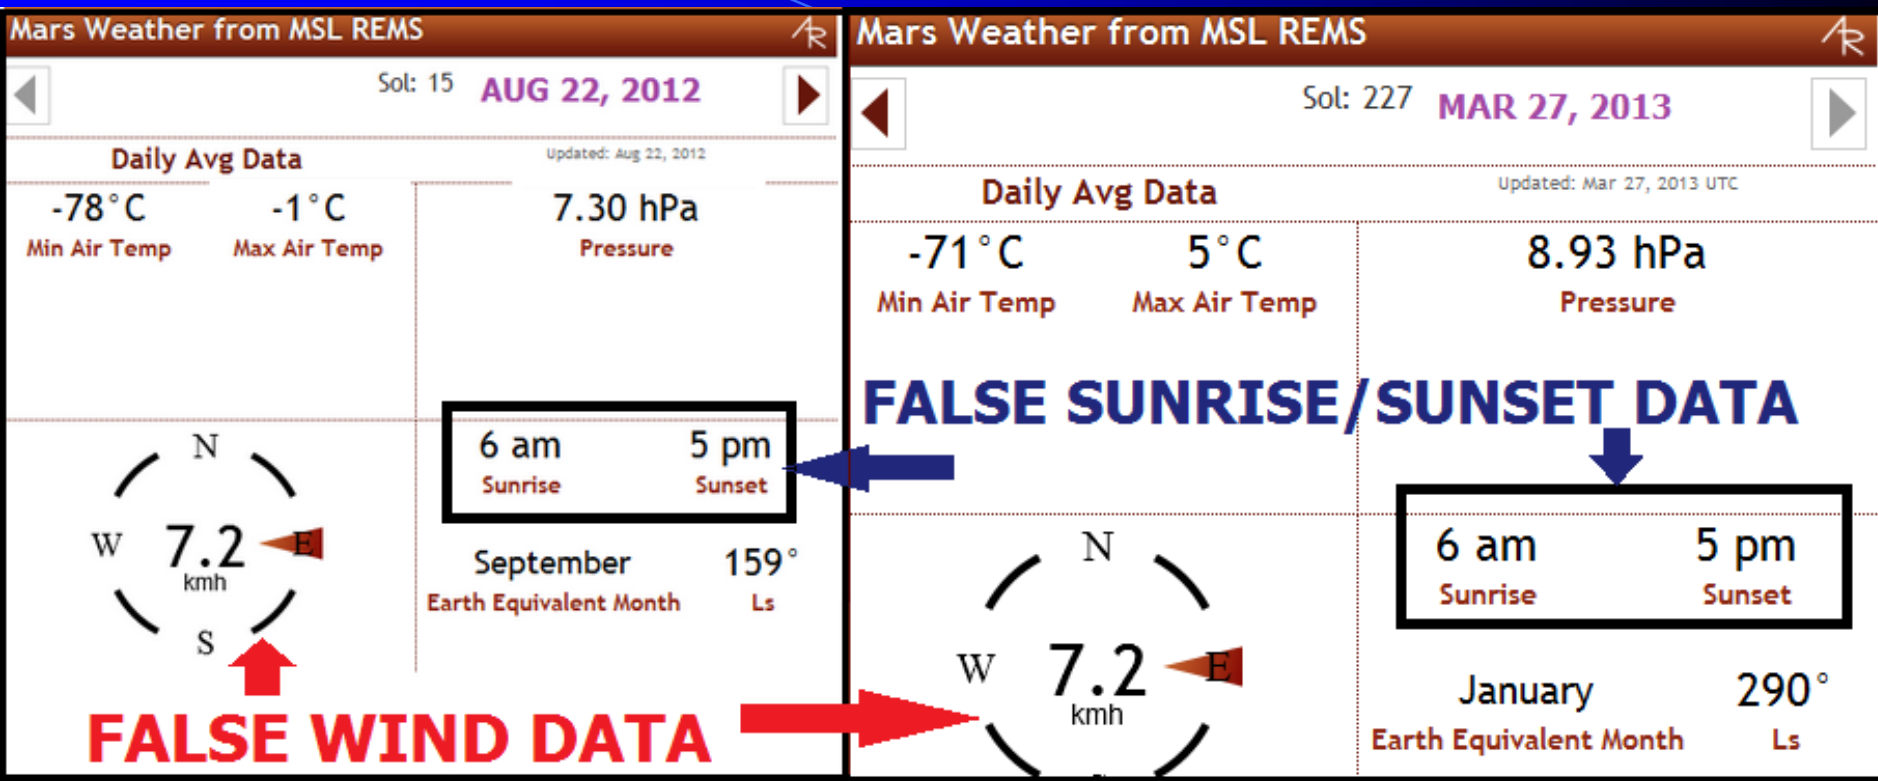 Mars Weather from MSL REMS
AR
Sol: 15 AUG 22, 2012
Daily Avg Data
Updated: Aug 22, 2012
-78°C -1°C 7.30 hPa
Min Air Temp Max Air Temp Pressure
6 am 5 pm
Sunrise Sunset
N
W 7.2 E
kmh
S
September 159°
Earth Equivalent Month Ls
Mars Weather from MSL REMS
AR
Sol: 227 MAR 27, 2013
Daily Avg Data
Updated: Mar 27, 2013 UTC
-71°C 5°C 8.93 hPa
Min Air Temp Max Air Temp Pressure
FALSE SUNRISE/SUNSET DATA
6 am 5 pm
Sunrise Sunset
N
W 7.2 E
kmh
January 290°
Earth Equivalent Month Ls
FALSE WIND DATA